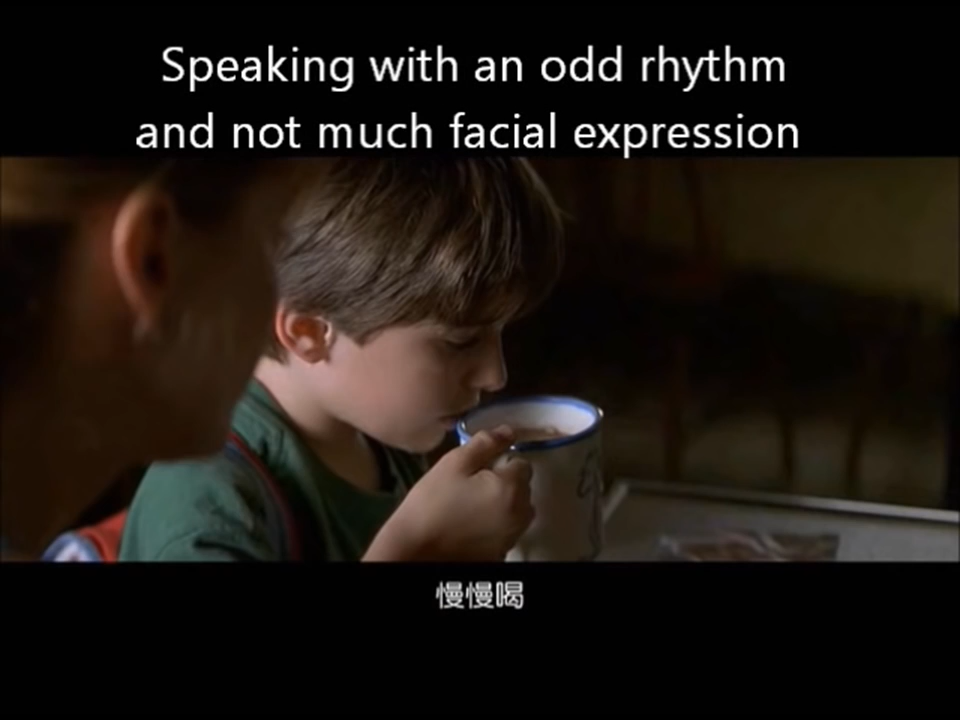 Speaking with an odd rhythm
and not much facial expression
慢慢喝